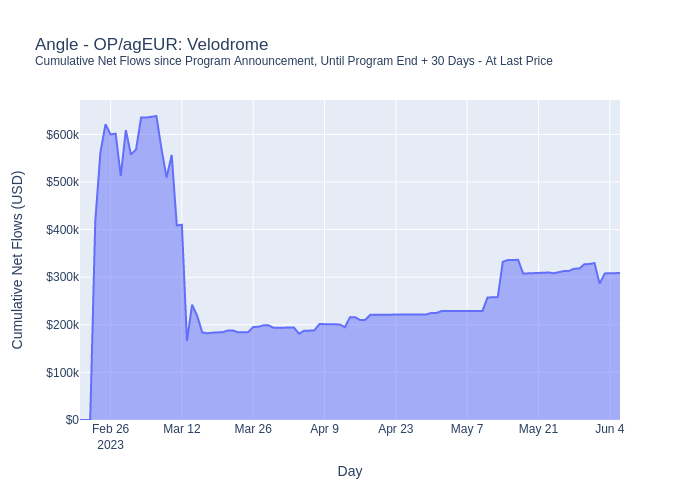 Angle - OP/agEUR: Velodrome
Cumulative Net Flows since Program Announcement, Until Program End + 30 Days - At Last Price
Cumulative Net Flows (USD)
$600k
$500k
$400k
$300k
$200k
$100k
$0
Feb 26
2023
Mar 12
Mar 26
Apr 9
Apr 23
May 7
May 21
Jun 4
Day